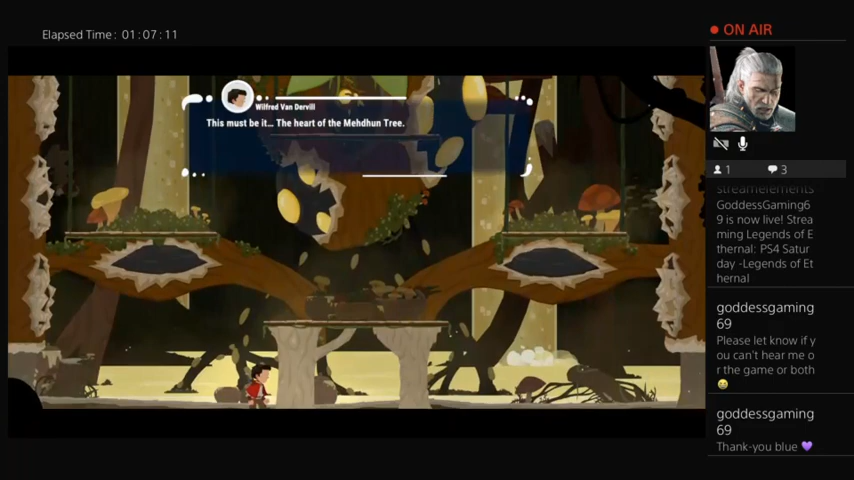 Elapsed Time: 01:07:11
ON AIR
Wilfred Van Dervill
This must be it... The heart of the Mehdhun Tree.
1
3
streamelements
GoddessGaming6
9 is now live! Strea
ming Legends of E
thernal: PS4 Satur
day -Legends of Et
hernal
goddessgaming
69
Please let know if y
ou can't hear me o
r the game or both
😄
goddessgaming
69
Thank-you blue 💜